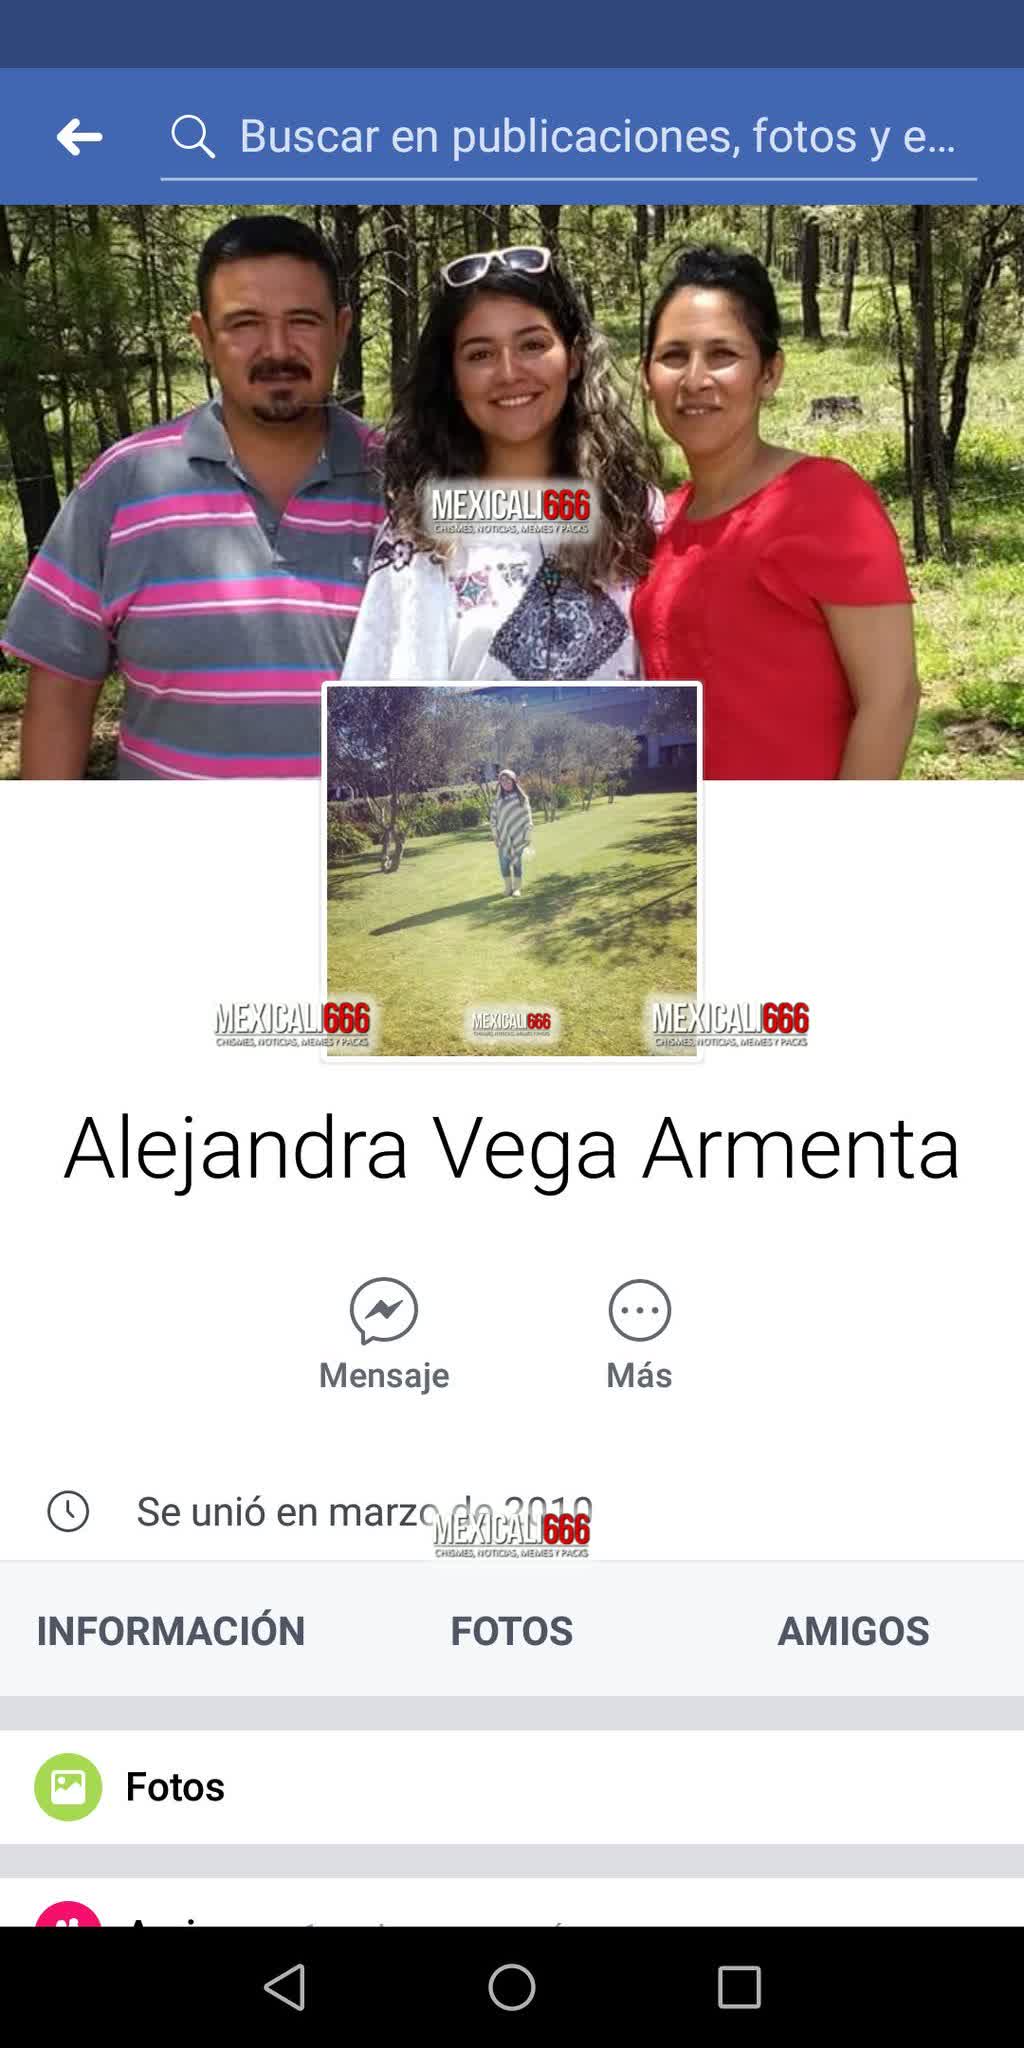 Buscar en publicaciones, fotos y e...
MEXICALI666
CHISMES, NOTICIAS, MEMES Y PACKS
MEXICALI666
CHISMES, NOTICIAS, MEMES Y PACKS
MEXICALI666
CHISMES, NOTICIAS, MEMES Y PACKS
MEXICALI666
CHISMES, NOTICIAS, MEMES Y PACKS
Alejandra Vega Armenta
Mensaje
Más
Se unió en marzo de 2010
MEXICALI666
CHISMES, NOTICIAS, MEMES Y PACKS
INFORMACIÓN
FOTOS
AMIGOS
Fotos